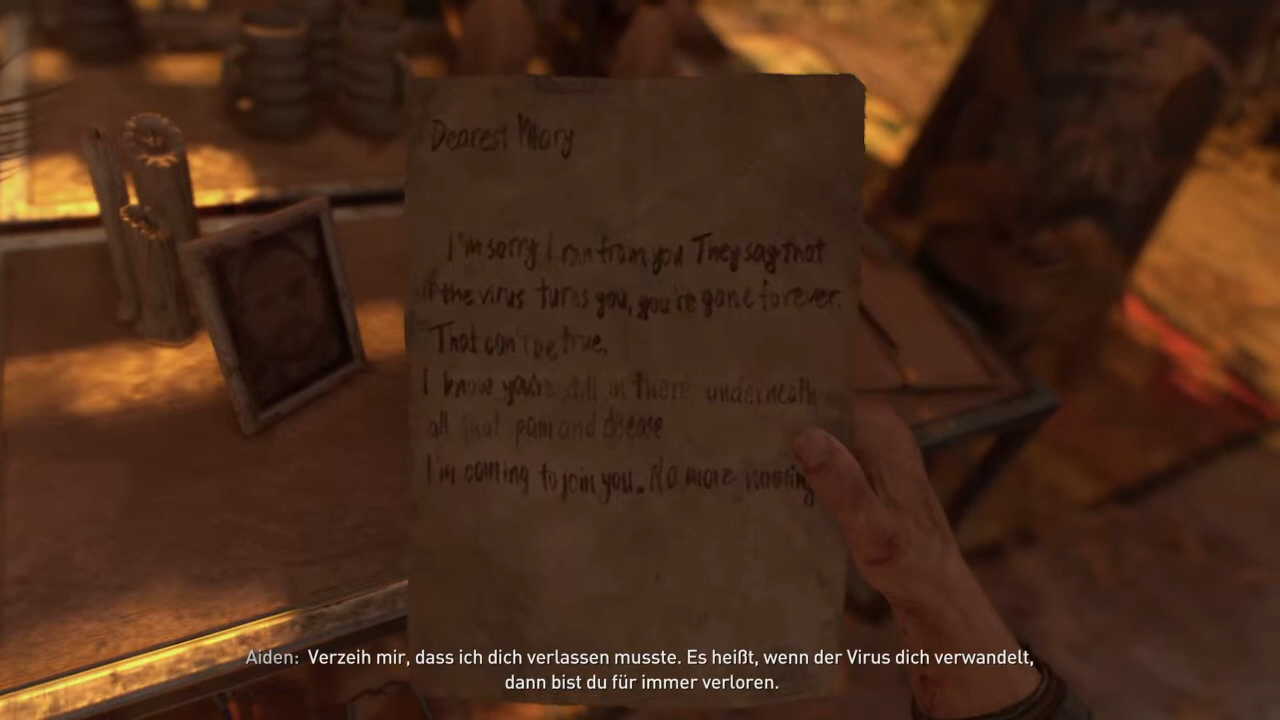 Dearest Mary
I'm sorry I ran from you They say that
if the virus turns you, you're gone forever.
That can't be true.
I know you're still in there underneath
all that pain and disease
I'm coming to join you. No more running
Aiden: Verzeih mir, dass ich dich verlassen musste. Es heißt, wenn der Virus dich verwandelt,
dann bist du für immer verloren.